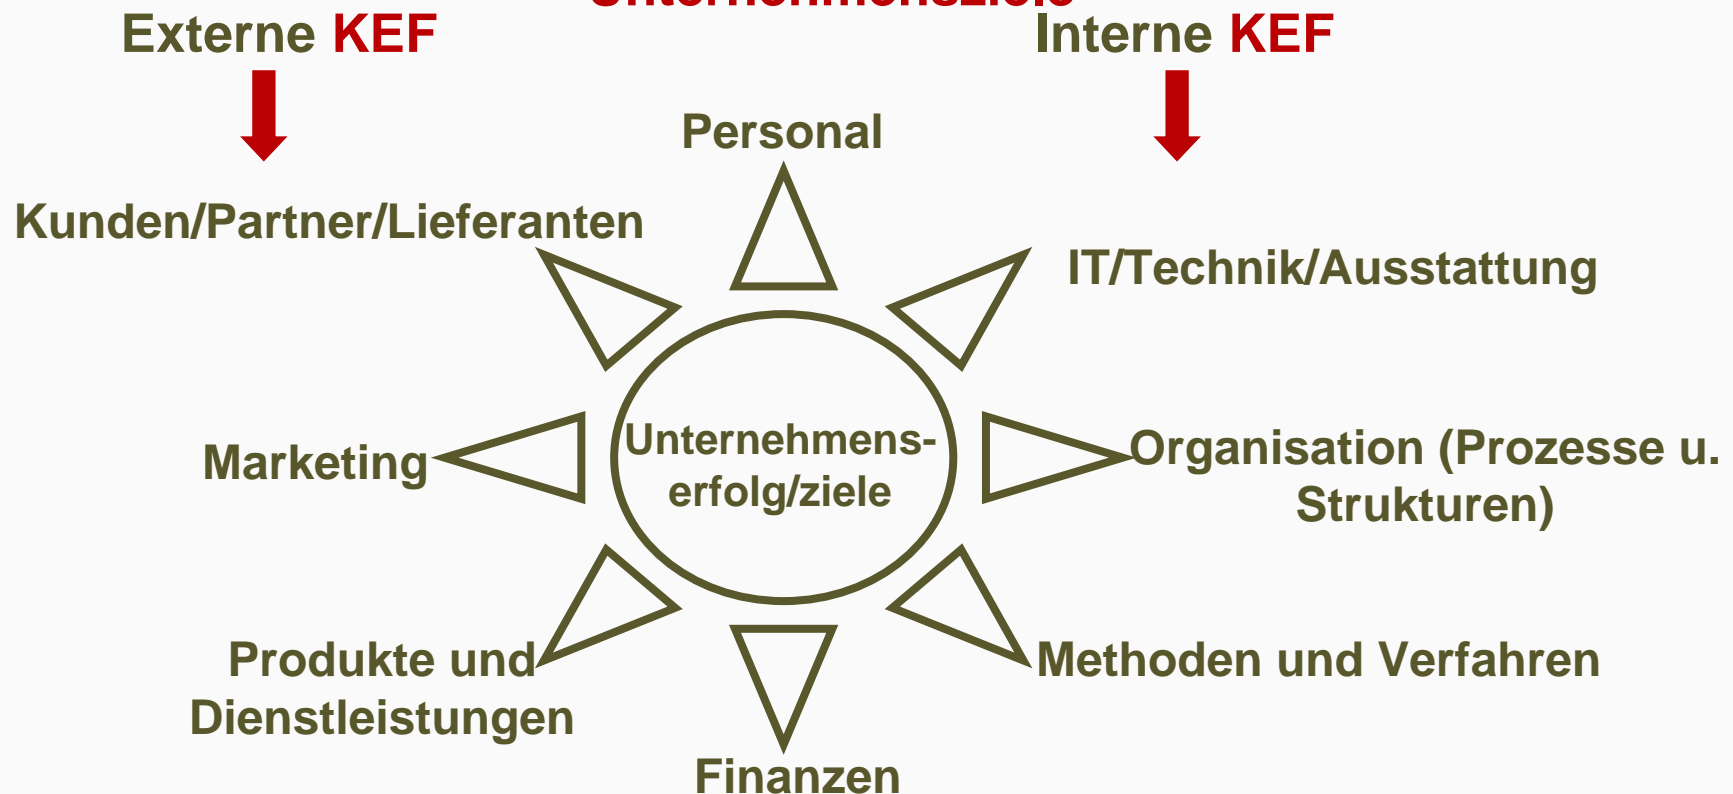 Unternehmensziele
Externe KEF
Interne KEF
Personal
Kunden/Partner/Lieferanten
IT/Technik/Ausstattung
Unternehmens-
erfolg/ziele
Marketing
Organisation (Prozesse u.
Strukturen)
Produkte und
Dienstleistungen
Methoden und Verfahren
Finanzen